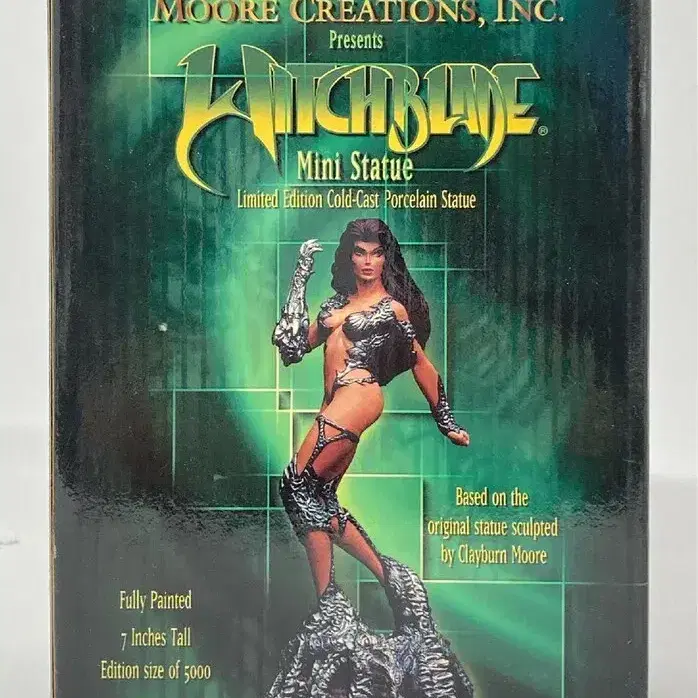 MOORE CREATIONS, INC.
Presents
WITCHBLADE®
Mini Statue
Limited Edition Cold-Cast Porcelain Statue
Based on the
original statue sculpted
by Clayburn Moore
Fully Painted
7 Inches Tall
Edition size of 5000